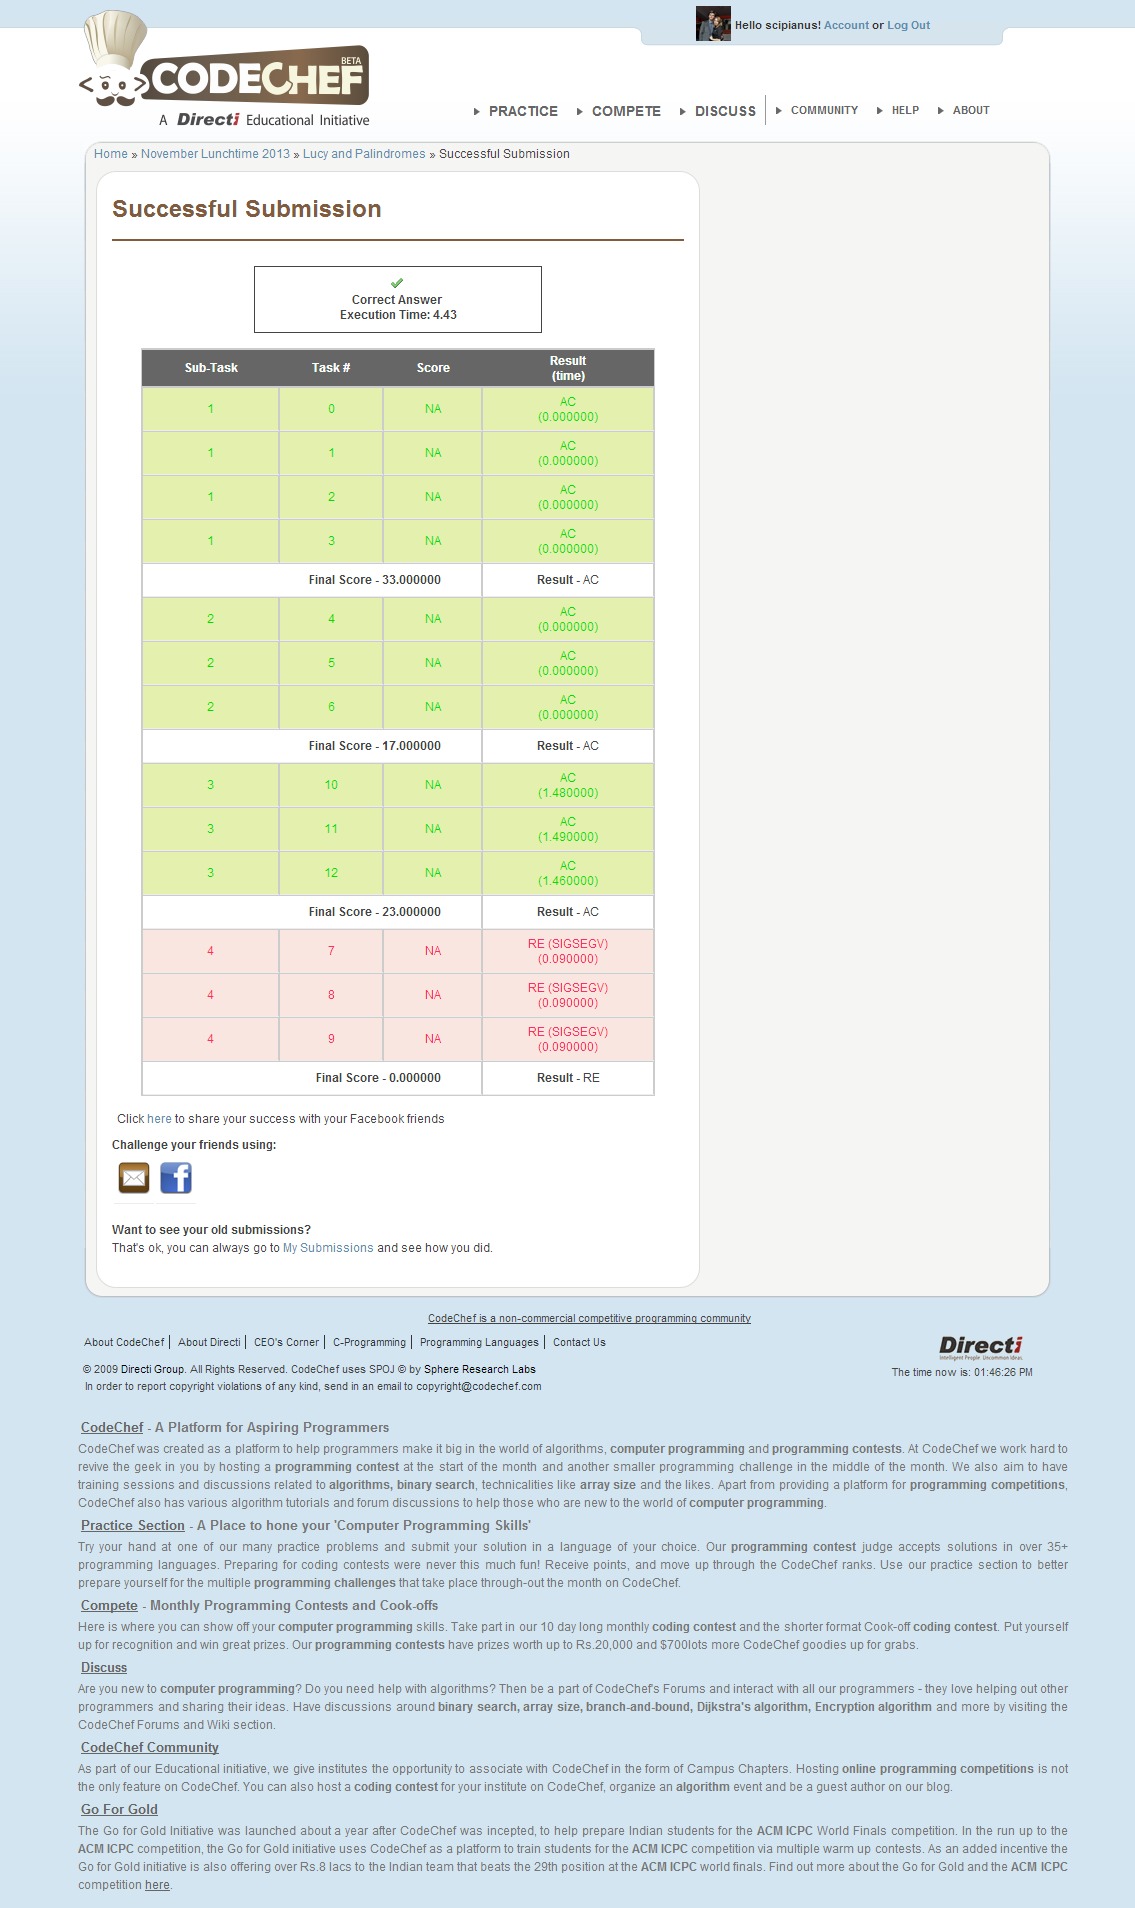 Hello scipianus! Account or Log Out
CODECHEF BETA
A Directi Educational Initiative
PRACTICE COMPETE DISCUSS COMMUNITY HELP ABOUT
Home » November Lunchtime 2013 » Lucy and Palindromes » Successful Submission
Successful Submission
Correct Answer
Execution Time: 4.43
Sub-Task Task # Score Result
(time)
1 0 NA AC
(0.000000)
1 1 NA AC
(0.000000)
1 2 NA AC
(0.000000)
1 3 NA AC
(0.000000)
Final Score - 33.000000 Result - AC
2 4 NA AC
(0.000000)
2 5 NA AC
(0.000000)
2 6 NA AC
(0.000000)
Final Score - 17.000000 Result - AC
3 10 NA AC
(1.480000)
3 11 NA AC
(1.490000)
3 12 NA AC
(1.460000)
Final Score - 23.000000 Result - AC
4 7 NA RE (SIGSEGV)
(0.090000)
4 8 NA RE (SIGSEGV)
(0.090000)
4 9 NA RE (SIGSEGV)
(0.090000)
Final Score - 0.000000 Result - RE
Click here to share your success with your Facebook friends
Challenge your friends using:
Want to see your old submissions?
That's ok, you can always go to My Submissions and see how you did.
CodeChef is a non-commercial competitive programming community
About CodeChef | About Directi | CEO's Corner | C-Programming | Programming Languages | Contact Us
Directi
Intelligent People. Uncommon Ideas.
© 2009 Directi Group. All Rights Reserved. CodeChef uses SPOJ © by Sphere Research Labs
The time now is: 01:46:26 PM
In order to report copyright violations of any kind, send in an email to copyright@codechef.com
CodeChef - A Platform for Aspiring Programmers
CodeChef was created as a platform to help programmers make it big in the world of algorithms, computer programming and programming contests. At CodeChef we work hard to
revive the geek in you by hosting a programming contest at the start of the month and another smaller programming challenge in the middle of the month. We also aim to have
training sessions and discussions related to algorithms, binary search, technicalities like array size and the likes. Apart from providing a platform for programming competitions,
CodeChef also has various algorithm tutorials and forum discussions to help those who are new to the world of computer programming.
Practice Section - A Place to hone your 'Computer Programming Skills'
Try your hand at one of our many practice problems and submit your solution in a language of your choice. Our programming contest judge accepts solutions in over 35+
programming languages. Preparing for coding contests were never this much fun! Receive points, and move up through the CodeChef ranks. Use our practice section to better
prepare yourself for the multiple programming challenges that take place through-out the month on CodeChef.
Compete - Monthly Programming Contests and Cook-offs
Here is where you can show off your computer programming skills. Take part in our 10 day long monthly coding contest and the shorter format Cook-off coding contest. Put yourself
up for recognition and win great prizes. Our programming contests have prizes worth up to Rs.20,000 and $700lots more CodeChef goodies up for grabs.
Discuss
Are you new to computer programming? Do you need help with algorithms? Then be a part of CodeChef's Forums and interact with all our programmers - they love helping out other
programmers and sharing their ideas. Have discussions around binary search, array size, branch-and-bound, Dijkstra's algorithm, Encryption algorithm and more by visiting the
CodeChef Forums and Wiki section.
CodeChef Community
As part of our Educational initiative, we give institutes the opportunity to associate with CodeChef in the form of Campus Chapters. Hosting online programming competitions is not
the only feature on CodeChef. You can also host a coding contest for your institute on CodeChef, organize an algorithm event and be a guest author on our blog.
Go For Gold
The Go for Gold Initiative was launched about a year after CodeChef was incepted, to help prepare Indian students for the ACM ICPC World Finals competition. In the run up to the
ACM ICPC competition, the Go for Gold initiative uses CodeChef as a platform to train students for the ACM ICPC competition via multiple warm up contests. As an added incentive the
Go for Gold initiative is also offering over Rs.8 lacs to the Indian team that beats the 29th position at the ACM ICPC world finals. Find out more about the Go for Gold and the ACM ICPC
competition here.